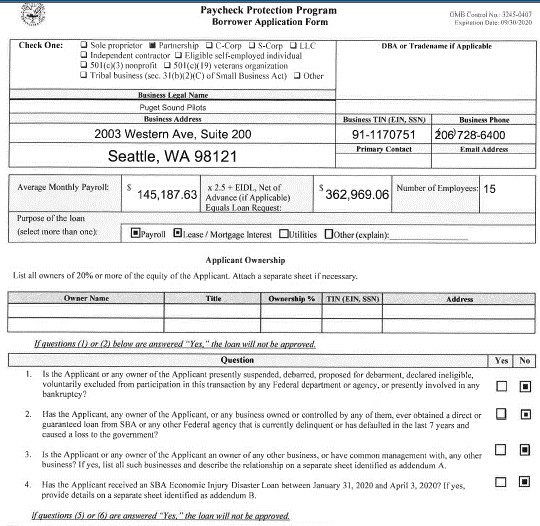 Paycheck Protection Program
Borrower Application Form
OMB Control No.: 3245-0407
Expiration Date: 09/30/2020
Check One:
Sole proprietor Partnership C-Corp S-Corp LLC
Independent contractor Eligible self-employed individual
501(c)(3) nonprofit 501(c)(19) veterans organization
Tribal business (sec. 31(b)(2)(C) of Small Business Act) Other
DBA or Tradename if Applicable
Business Legal Name
Puget Sound Pilots
Business Address Business TIN (EIN, SSN) Business Phone
2003 Western Ave, Suite 200 91-1170751 (206)728-6400
Primary Contact Email Address
Seattle, WA 98121
Average Monthly Payroll: $ 145,187.63 x 2.5 + EIDL, Net of Advance (if Applicable) Equals Loan Request: $ 362,969.06 Number of Employees: 15
Purpose of the loan
(select more than one): Payroll Lease / Mortgage Interest Utilities Other (explain):
Applicant Ownership
List all owners of 20% or more of the equity of the Applicant. Attach a separate sheet if necessary.
Owner Name Title Ownership % TIN (EIN, SSN) Address
If questions (1) or (2) below are answered "Yes," the loan will not be approved.
Question Yes No
1. Is the Applicant or any owner of the Applicant presently suspended, debarred, proposed for debarment, declared ineligible,
voluntarily excluded from participation in this transaction by any Federal department or agency, or presently involved in any
bankruptcy?
2. Has the Applicant, any owner of the Applicant, or any business owned or controlled by any of them, ever obtained a direct or
guaranteed loan from SBA or any other Federal agency that is currently delinquent or has defaulted in the last 7 years and
caused a loss to the government?
3. Is the Applicant or any owner of the Applicant an owner of any other business, or have common management with, any other
business? If yes, list all such businesses and describe the relationship on a separate sheet identified as addendum A.
4. Has the Applicant received an SBA Economic Injury Disaster Loan between January 31, 2020 and April 3, 2020? If yes,
provide details on a separate sheet identified as addendum B.
If questions (5) or (6) are answered "Yes," the loan will not be approved.